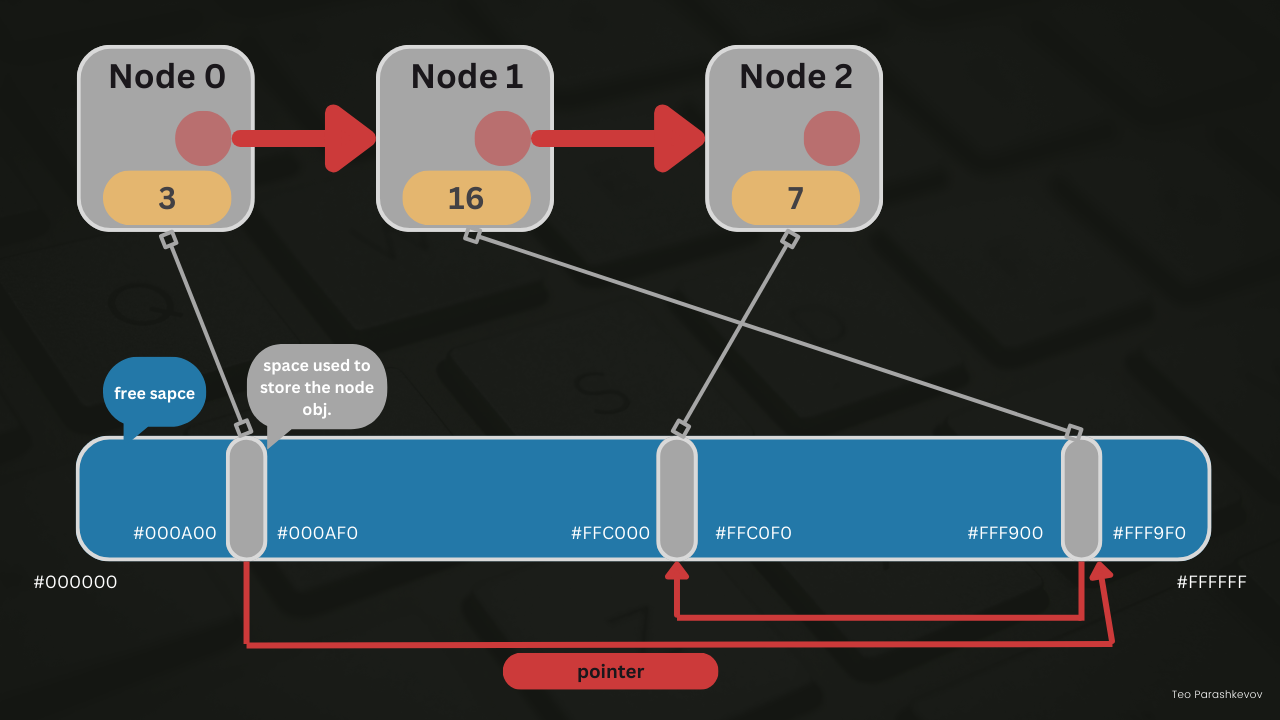 Node 0
Node 1
Node 2
3
16
7
free sapce
space used to
store the node
obj.
#000A00
#000AF0
#FFC000
#FFC0F0
#FFF900
#FFF9F0
#000000
#FFFFFF
pointer
Teo Parashkevov